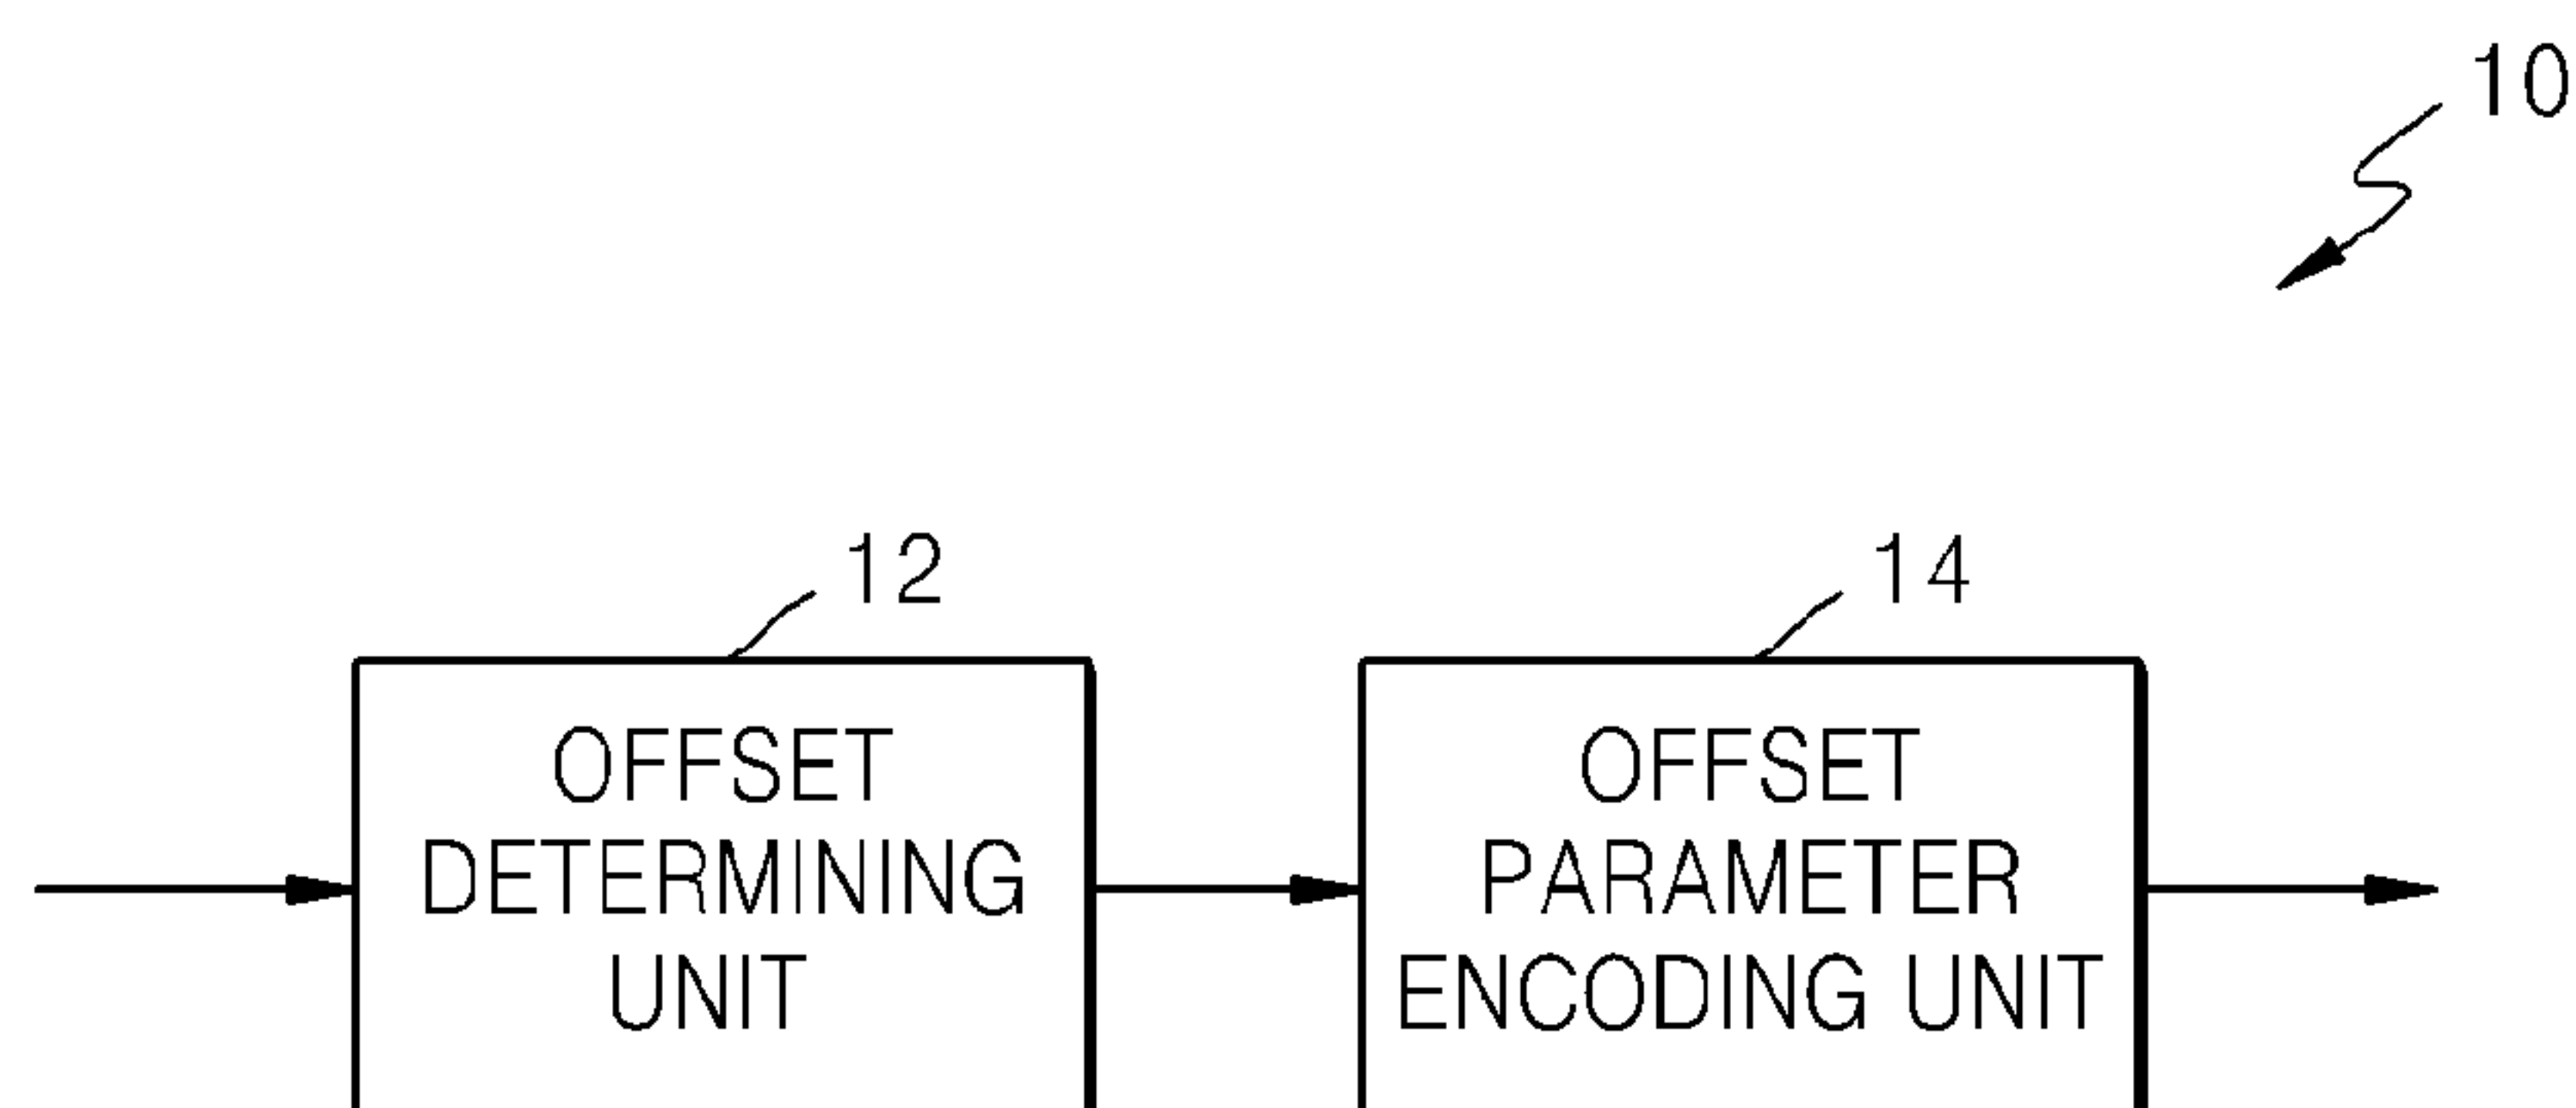 10
12
14
OFFSET
DETERMINING
UNIT
OFFSET
PARAMETER
ENCODING UNIT